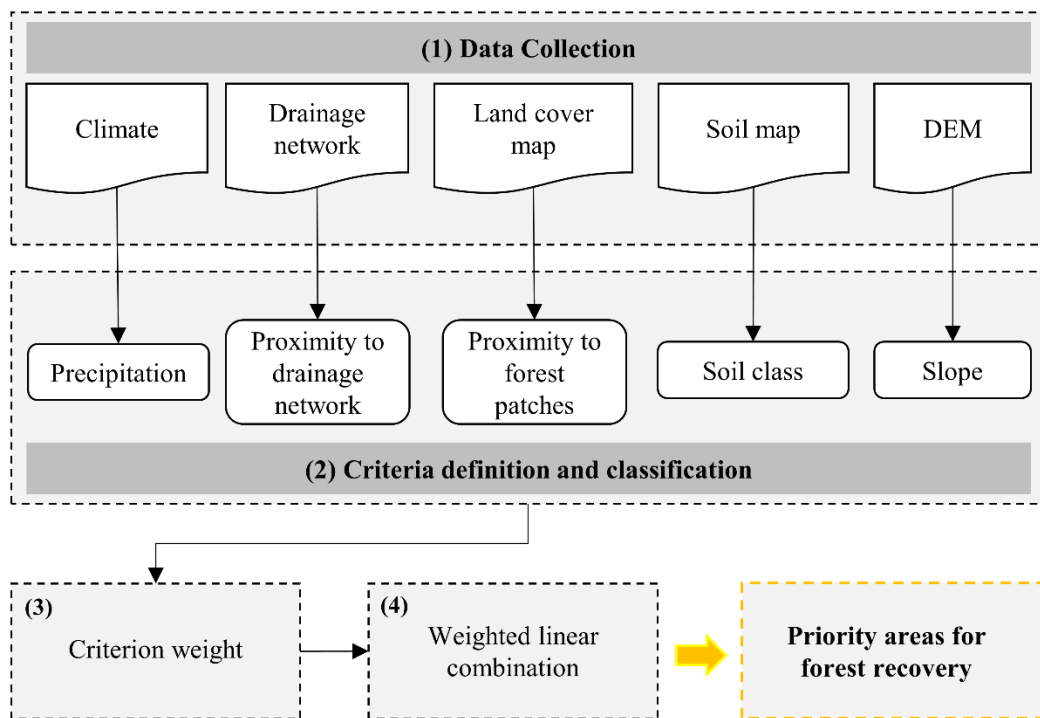 (1) Data Collection
Climate
Drainage
network
Land cover
map
Soil map
DEM
Precipitation
Proximity to
drainage
network
Proximity to
forest
patches
Soil class
Slope
(2) Criteria definition and classification
(3)
Criterion weight
(4)
Weighted linear
combination
Priority areas for
forest recovery